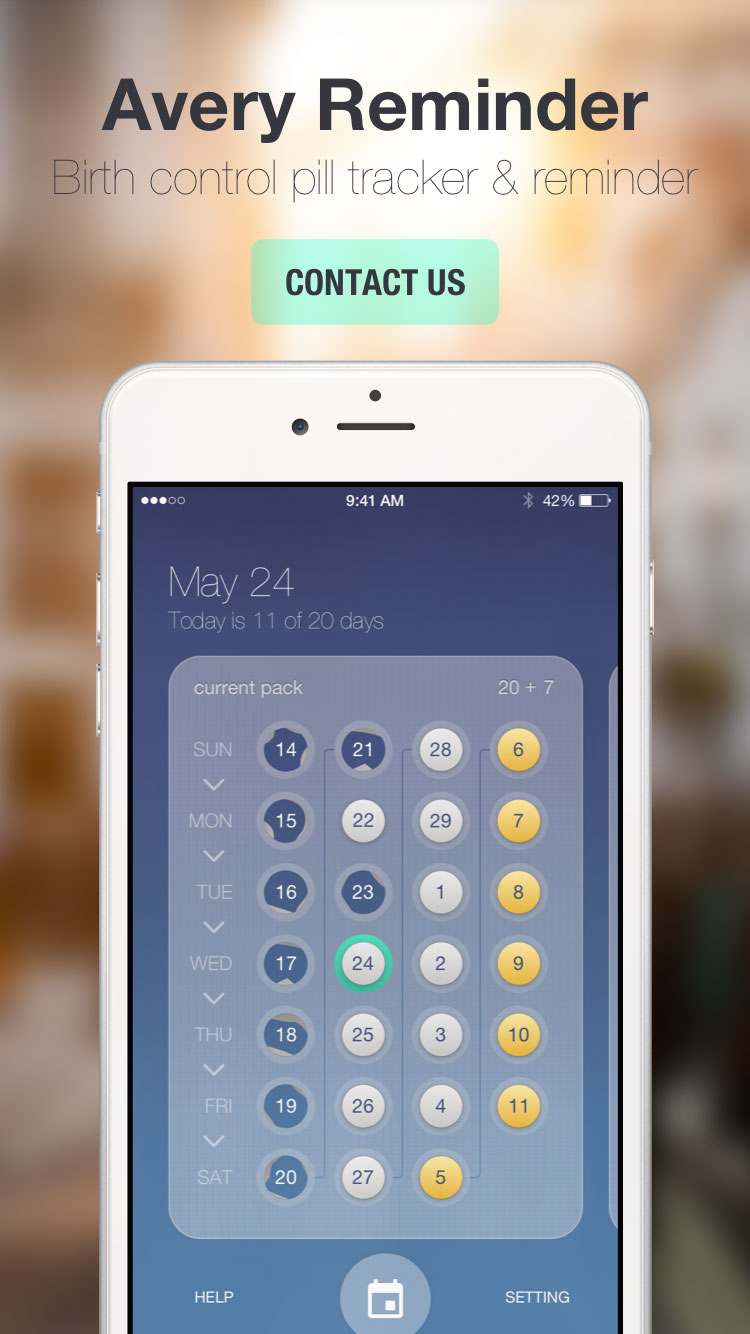 Avery Reminder
Birth control pill tracker & reminder
CONTACT US
9:41 AM 42%
May 24
Today is 11 of 20 days
current pack 20 + 7
SUN 14 21 28 6
MON 15 22 29 7
TUE 16 23 1 8
WED 17 24 2 9
THU 18 25 3 10
FRI 19 26 4 11
SAT 20 27 5
HELP SETTING